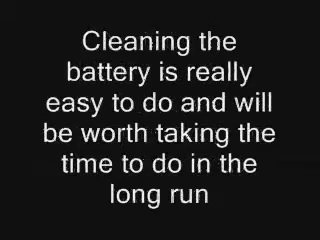 Cleaning the
battery is really
easy to do and will
be worth taking the
time to do in the
long run